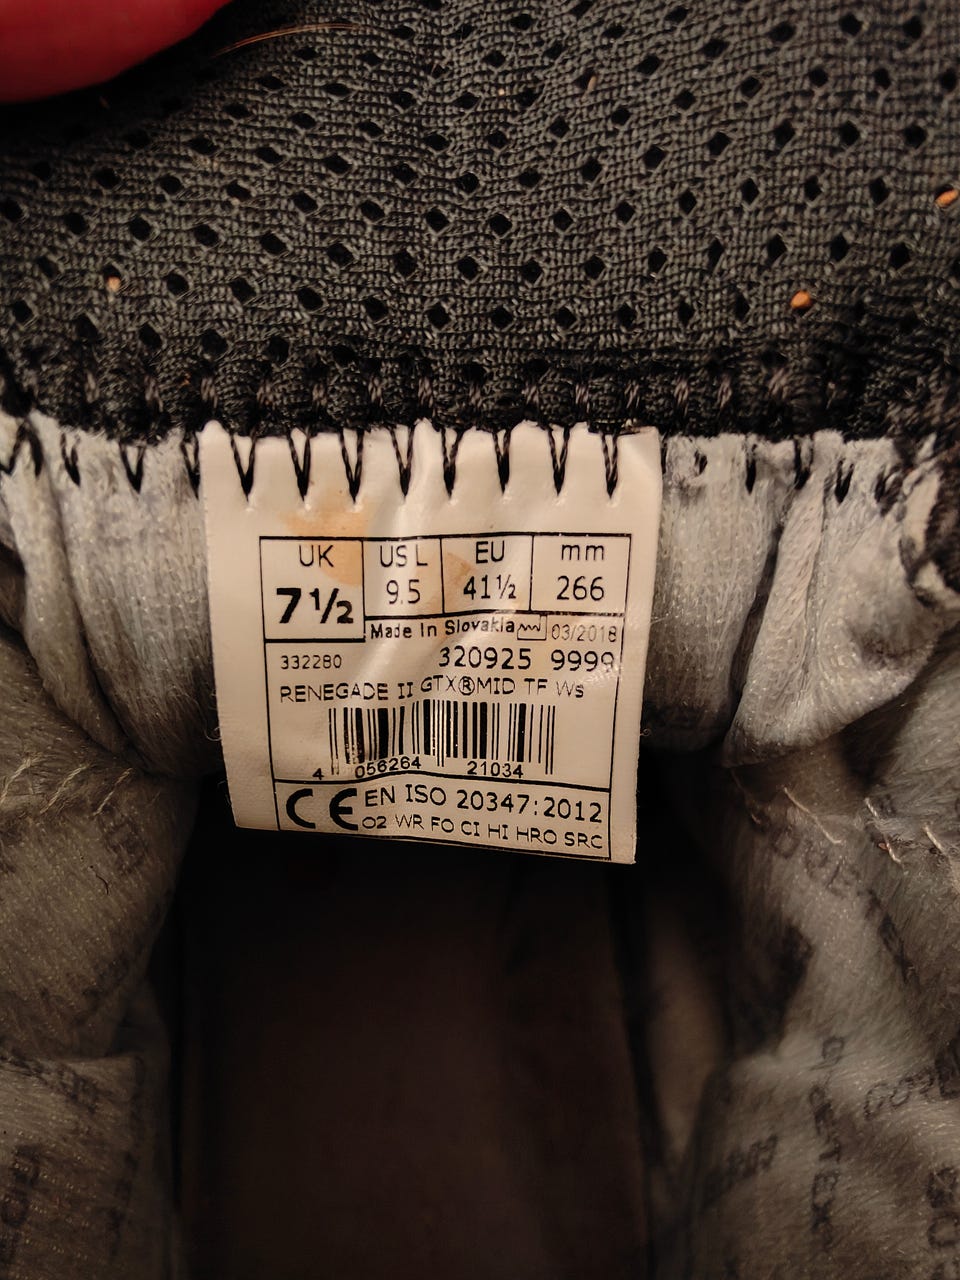 UK US L EU mm
7 ½ 9.5 41½ 266
Made In Slovakia 03/2018
332280 320925 9999
RENEGADE II GTX®MID TF Ws
4 056264 21034
CE EN ISO 20347:2012
O2 WR FO CI HI HRO SRC